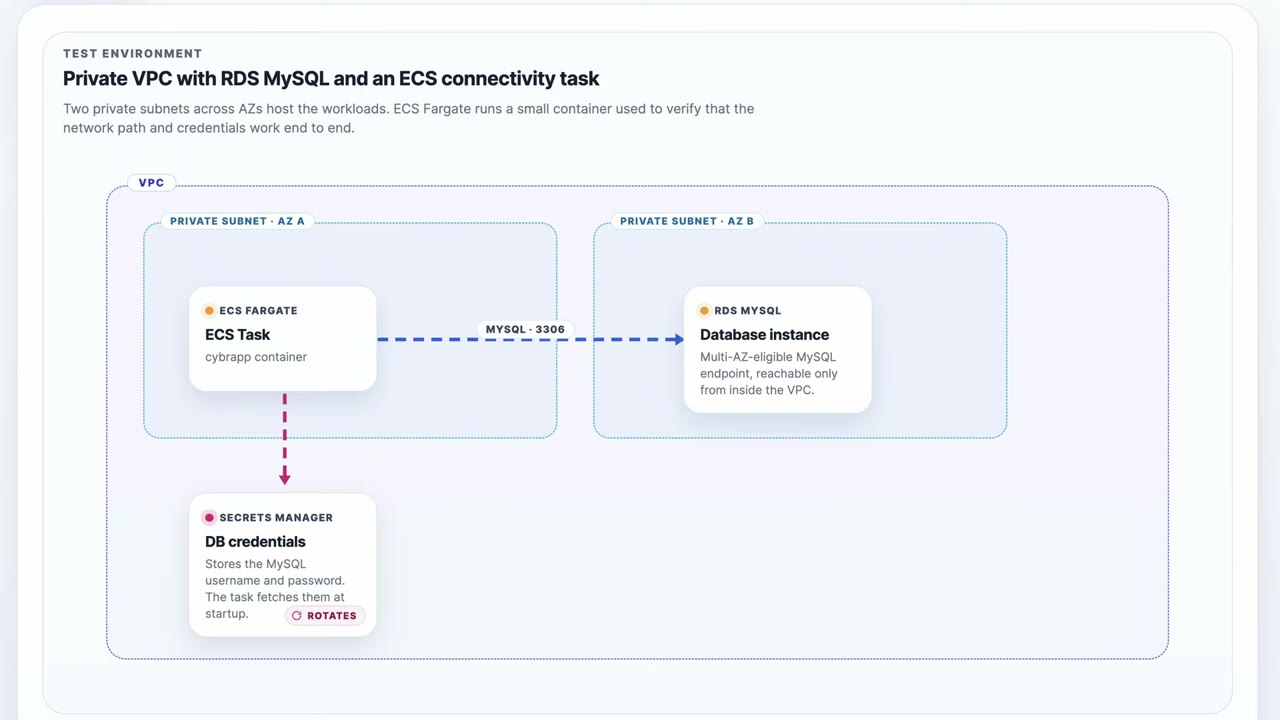 TEST ENVIRONMENT
Private VPC with RDS MySQL and an ECS connectivity task
Two private subnets across AZs host the workloads. ECS Fargate runs a small container used to verify that the
network path and credentials work end to end.
VPC
PRIVATE SUBNET · AZ A
PRIVATE SUBNET · AZ B
ECS FARGATE
ECS Task
cybrapp container
MYSQL · 3306
RDS MYSQL
Database instance
Multi-AZ-eligible MySQL
endpoint, reachable only
from inside the VPC.
SECRETS MANAGER
DB credentials
Stores the MySQL
username and password.
The task fetches them at
startup.
ROTATES